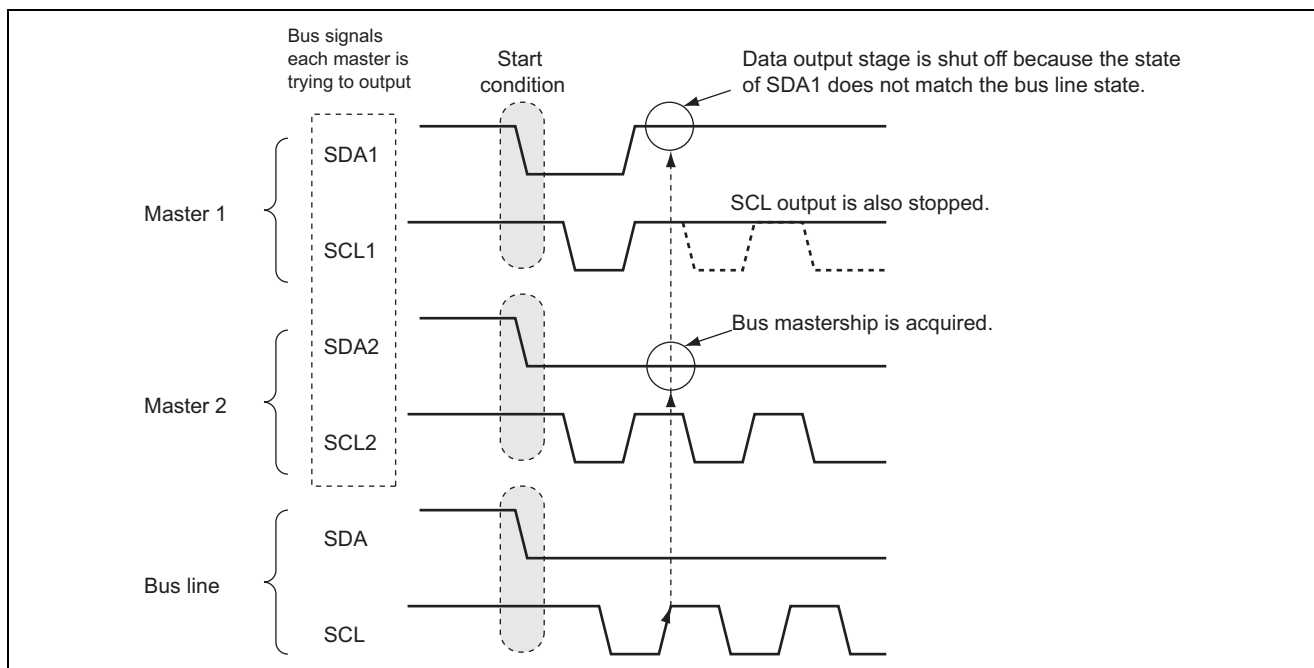 Bus signals
each master is
trying to output
Start
condition
Data output stage is shut off because the state
of SDA1 does not match the bus line state.
Master 1
SDA1
SCL1
SCL output is also stopped.
Master 2
SDA2
Bus mastership is acquired.
SCL2
Bus line
SDA
SCL